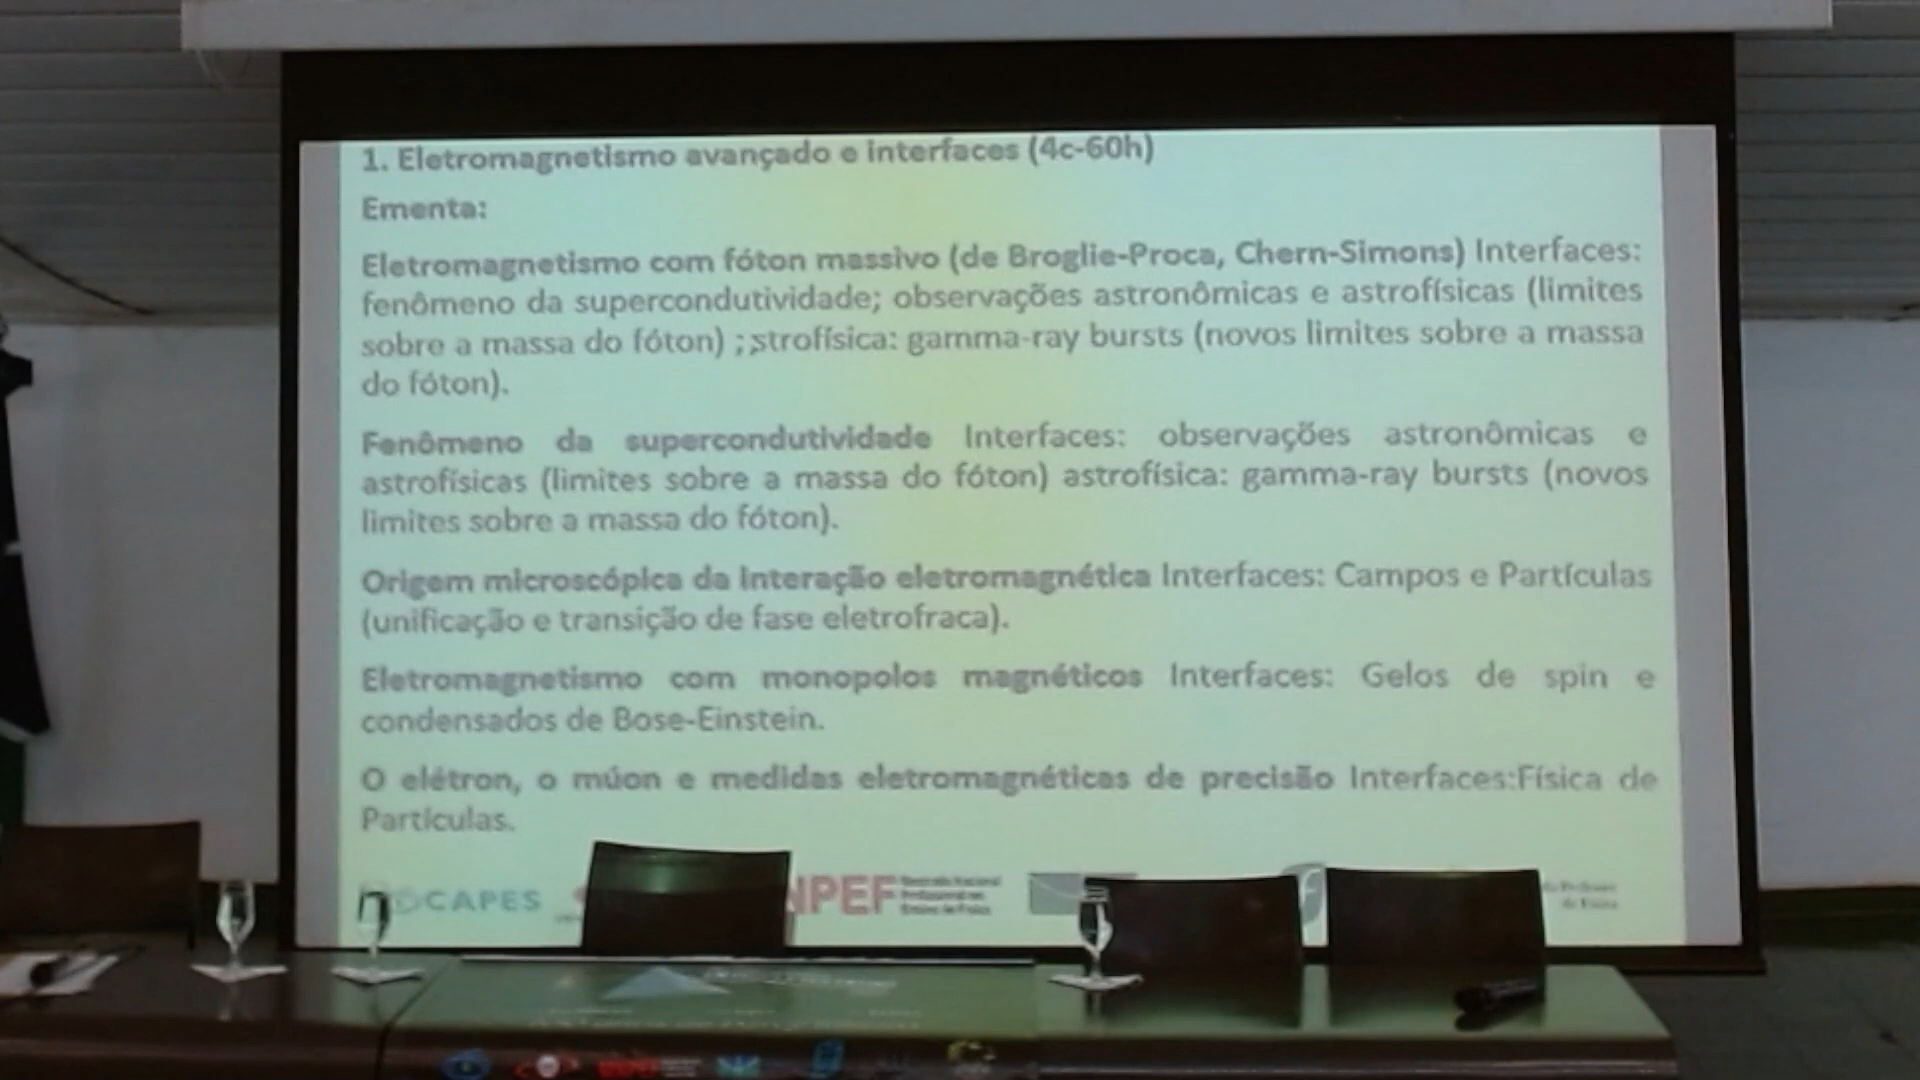 1. Eletromagnetismo avançado e interfaces (4c-60h)
Ementa:
Eletromagnetismo com fóton massivo (de Broglie-Proca, Chern-Simons) Interfaces:
fenômeno da supercondutividade; observações astronômicas e astrofísicas (limites
sobre a massa do fóton) ; ;strofísica: gamma-ray bursts (novos limites sobre a massa
do fóton).
Fenômeno da supercondutividade Interfaces: observações astronômicas e
astrofísicas (limites sobre a massa do fóton) astrofísica: gamma-ray bursts (novos
limites sobre a massa do fóton).
Origem microscópica da interação eletromagnética Interfaces: Campos e Partículas
(unificação e transição de fase eletrofraca).
Eletromagnetismo com monopolos magnéticos Interfaces: Gelos de spin e
condensados de Bose-Einstein.
O elétron, o múon e medidas eletromagnéticas de precisão Interfaces:Física de
Partículas.
CAPES
NPEF